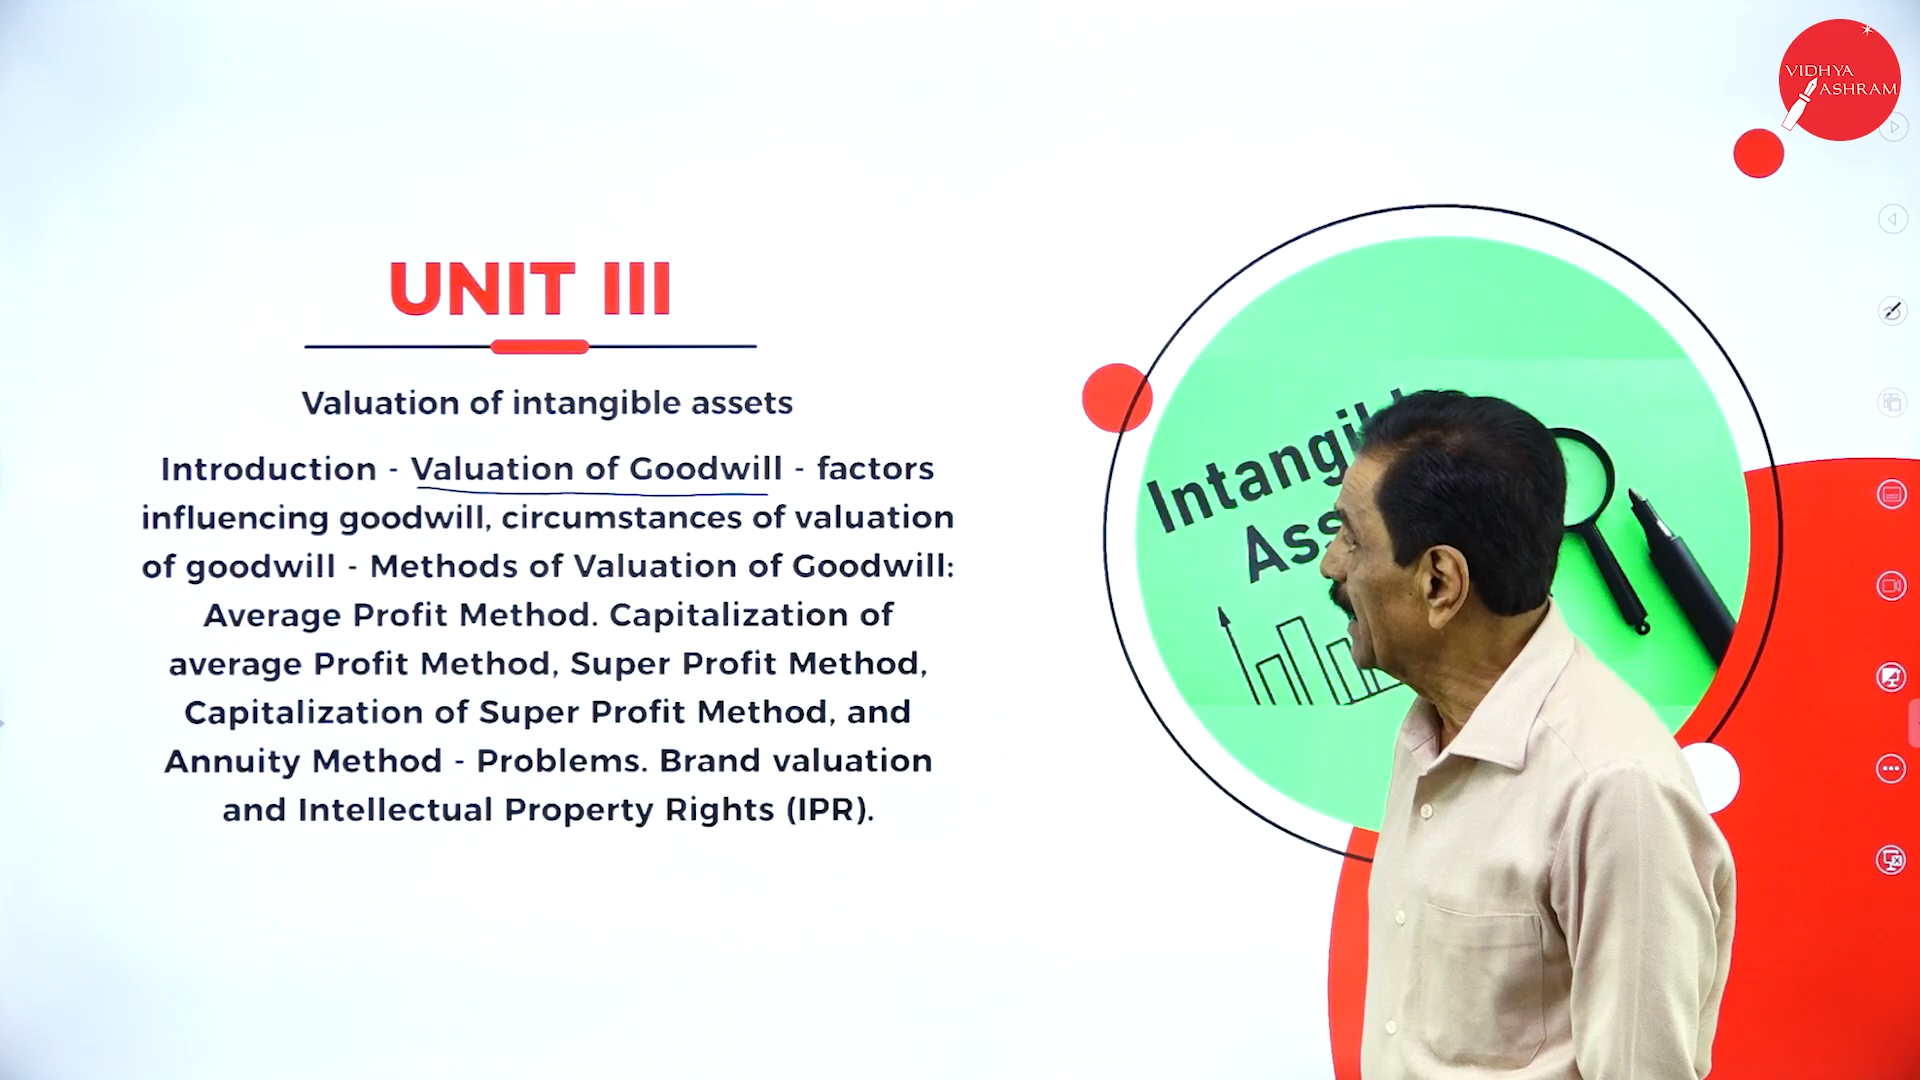 VIDHYA
ASHRAM
UNIT III
Valuation of intangible assets
Introduction - Valuation of Goodwill - factors
influencing goodwill, circumstances of valuation
of goodwill - Methods of Valuation of Goodwill:
Average Profit Method. Capitalization of
average Profit Method, Super Profit Method,
Capitalization of Super Profit Method, and
Annuity Method - Problems. Brand valuation
and Intellectual Property Rights (IPR).